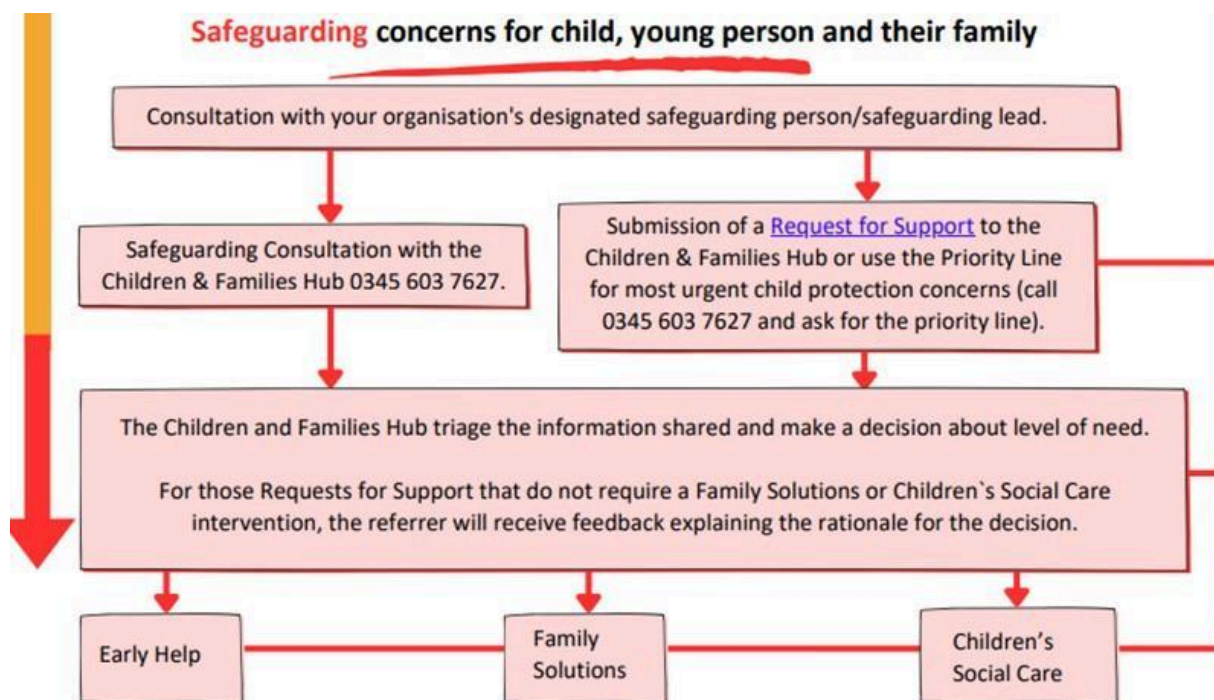 Safeguarding concerns for child, young person and their family
Consultation with your organisation's designated safeguarding person/safeguarding lead.
Safeguarding Consultation with the
Children & Families Hub 0345 603 7627.
Submission of a Request for Support to the
Children & Families Hub or use the Priority Line
for most urgent child protection concerns (call
0345 603 7627 and ask for the priority line).
The Children and Families Hub triage the information shared and make a decision about level of need.
For those Requests for Support that do not require a Family Solutions or Children`s Social Care
intervention, the referrer will receive feedback explaining the rationale for the decision.
Early Help
Family
Solutions
Children’s
Social Care